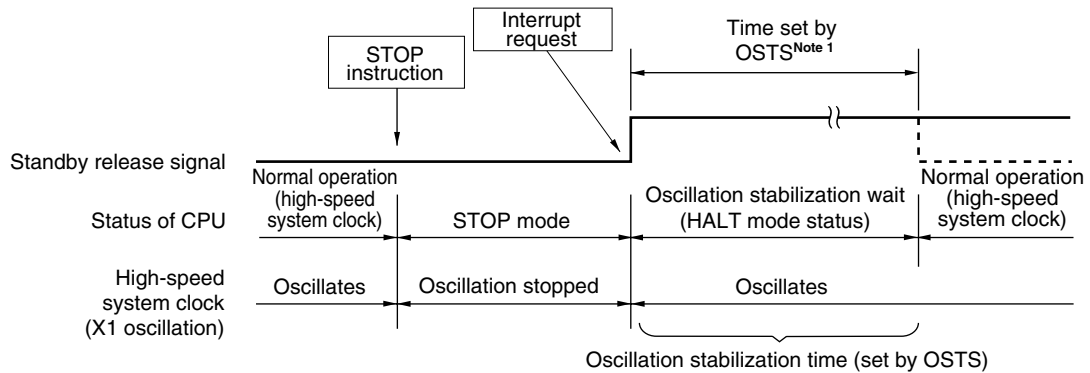 Interrupt
request
Time set by
OSTS Note 1
STOP
instruction
Standby release signal
Normal operation
(high-speed
system clock)
Status of CPU
STOP mode
Oscillation stabilization wait
(HALT mode status)
Normal operation
(high-speed
system clock)
High-speed
system clock
(X1 oscillation)
Oscillates
Oscillation stopped
Oscillates
Oscillation stabilization time (set by OSTS)